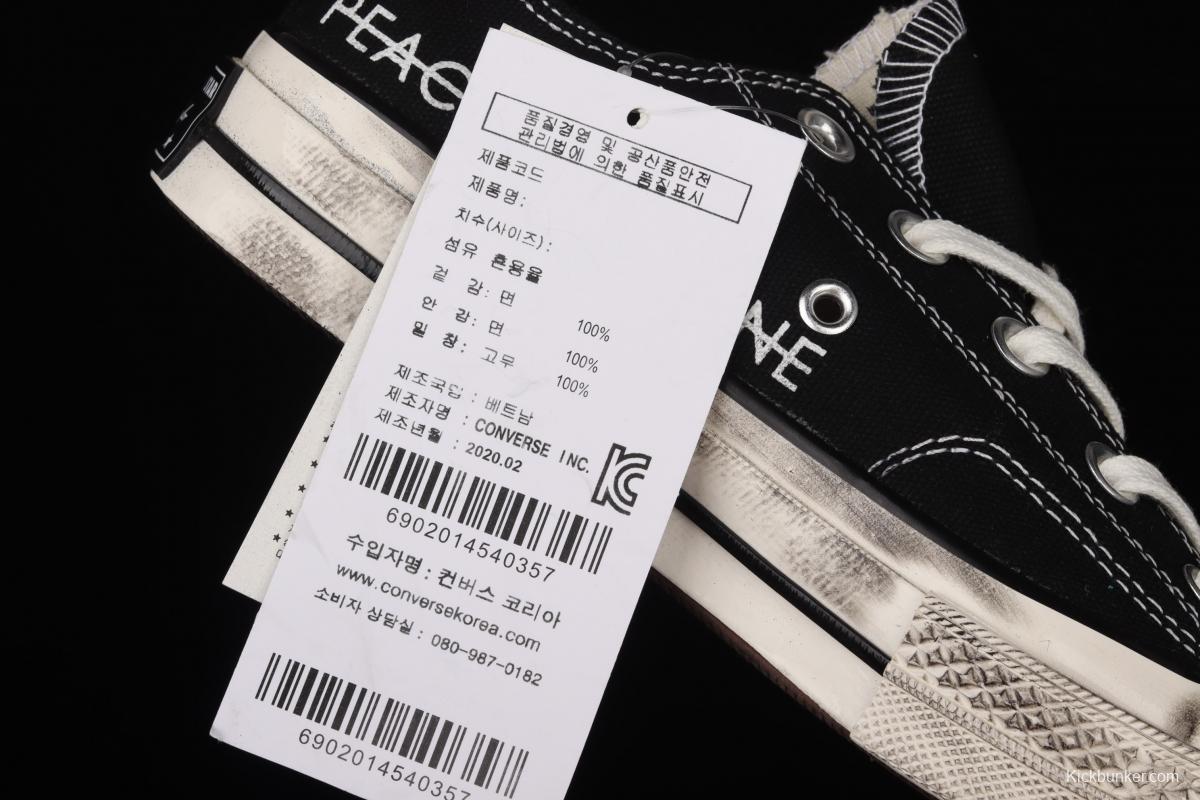 PEAC
품질경영 및 공산품안전
관리법에 의한 품질표시
제품코드
제품명:
치수(사이즈):
섬유 혼용율
겉 감: 면 100%
안 감: 면 100%
밑 창: 고무 100%
제조국명 : 베트남
제조자명 : CONVERSE INC.
제조년월 : 2020.02
6902014540357
수입자명: 컨버스 코리아
www.conversekorea.com
소비자 상담실: 080-987-0182
6902014540357
Kickbunker.com